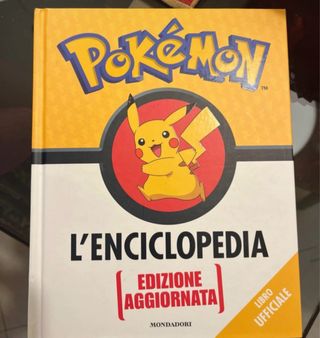 POKéMON
TM
L'ENCICLOPEDIA
[EDIZIONE
AGGIORNATA]
LIBRO
UFFICIALE
MONDADORI